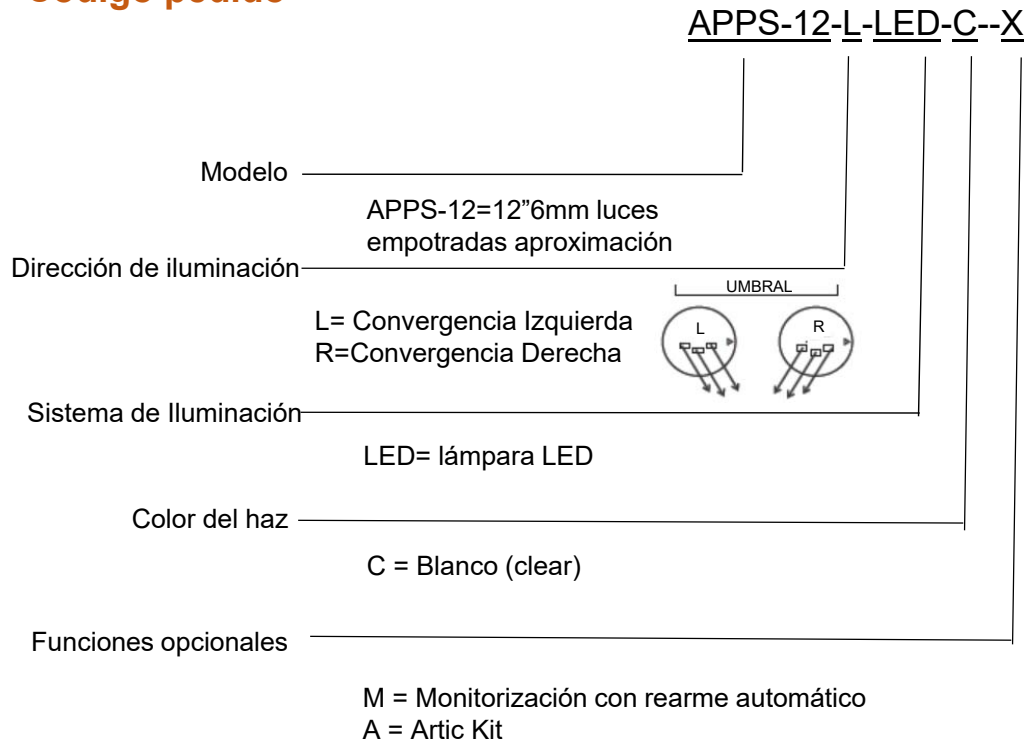 Código pedido
APPS-12-L-LED-C--X
Modelo
APPS-12=12”6mm luces
empotradas aproximación
Dirección de iluminación
UMBRAL
L= Convergencia Izquierda
R=Convergencia Derecha
L
R
Sistema de Iluminación
LED= lámpara LED
Color del haz
C = Blanco (clear)
Funciones opcionales
M = Monitorización con rearme automático
A = Artic Kit